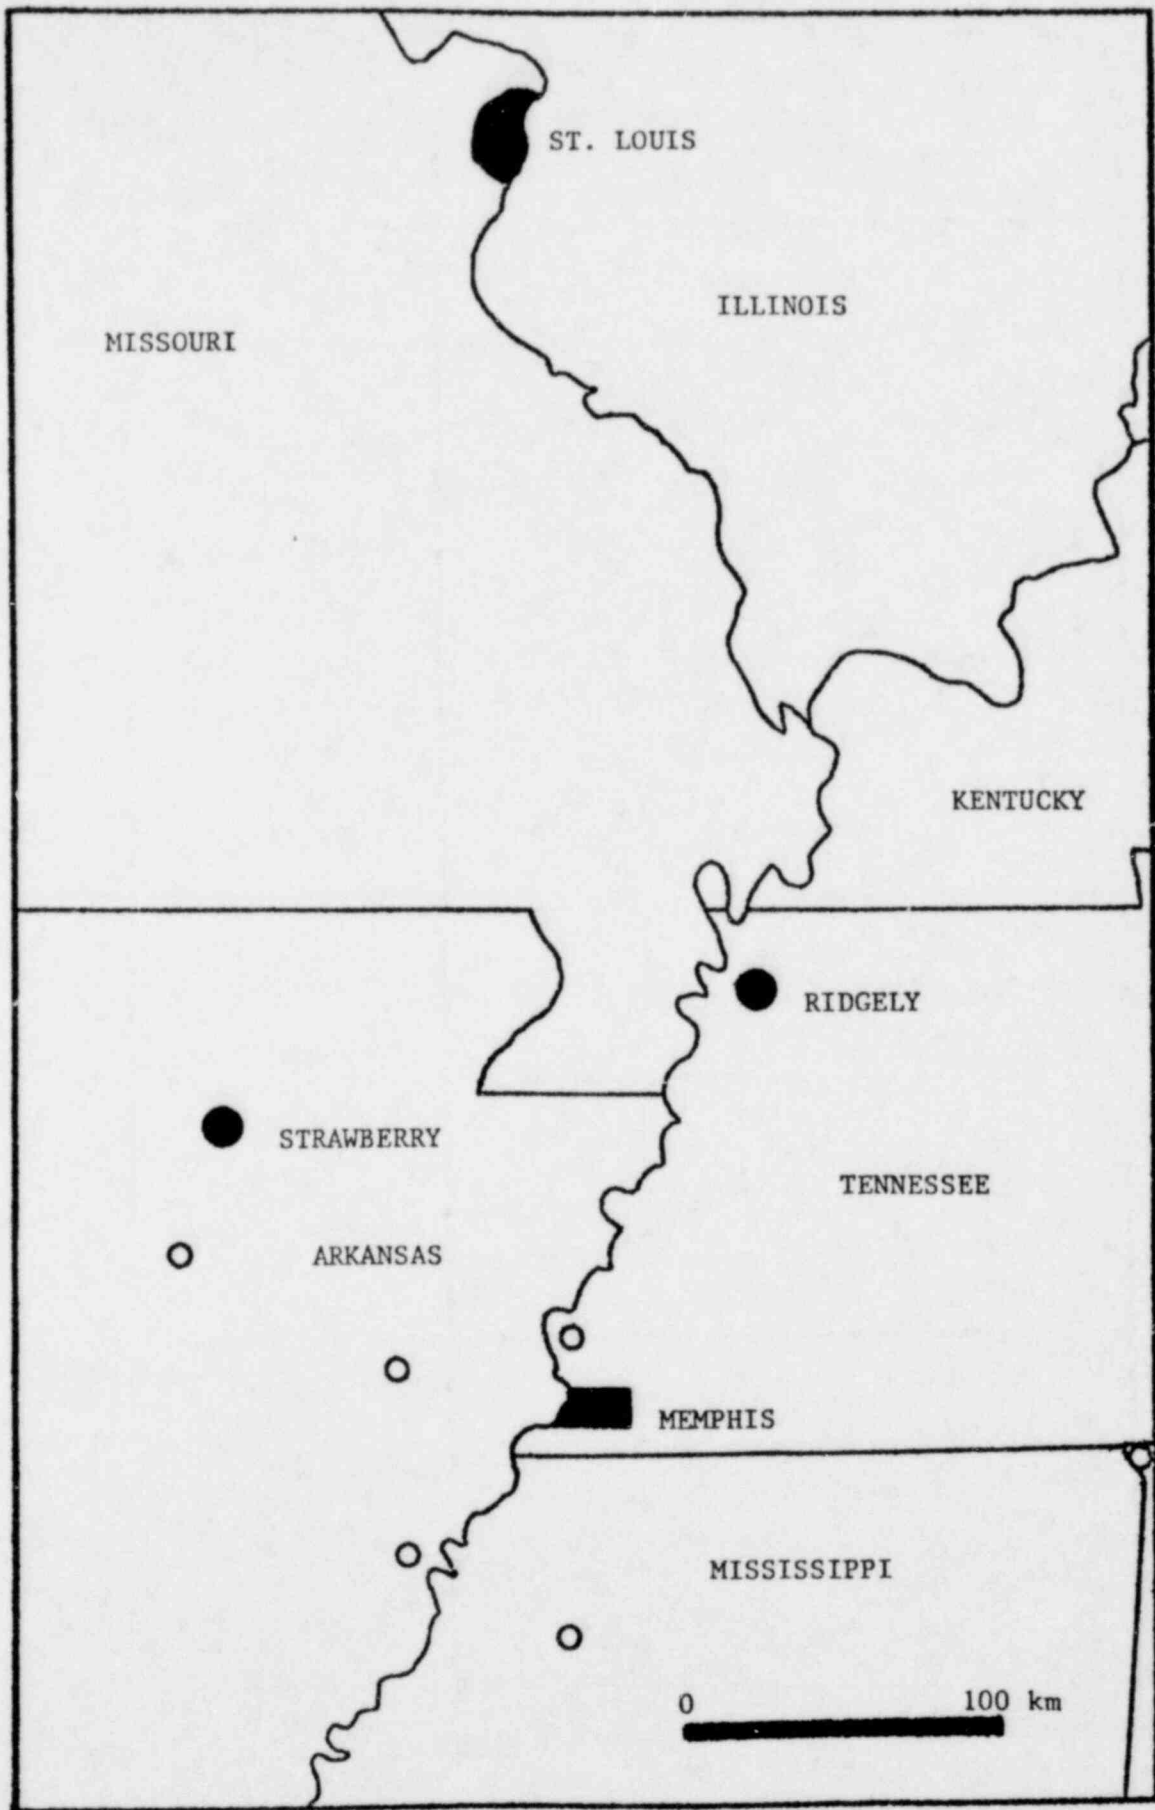 ST. LOUIS
ILLINOIS
MISSOURI
KENTUCKY
RIDGELY
STRAWBERRY
TENNESSEE
ARKANSAS
MEMPHIS
MISSISSIPPI
0 100 km